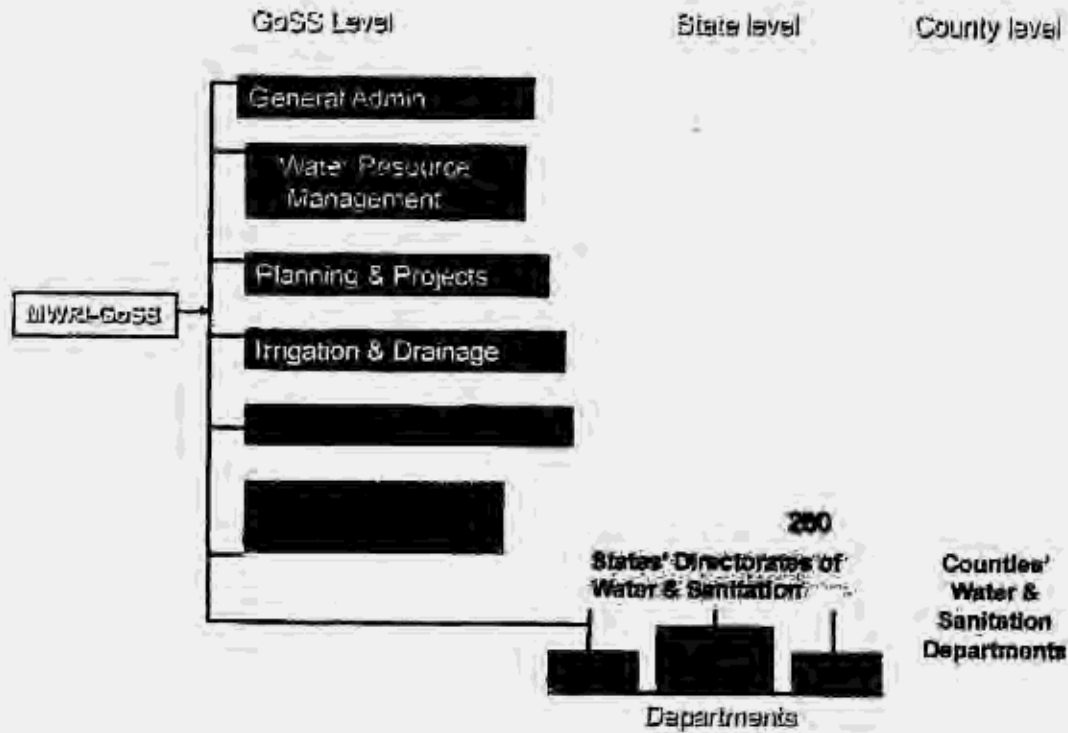 GoSS Level
State level
County level
General Admin
Water Resource
Management
Planning & Projects
MWRI-GoSS
Irrigation & Drainage
280
States' Directorates of
Water & Sanitation
Counties'
Water &
Sanitation
Departments
Departments